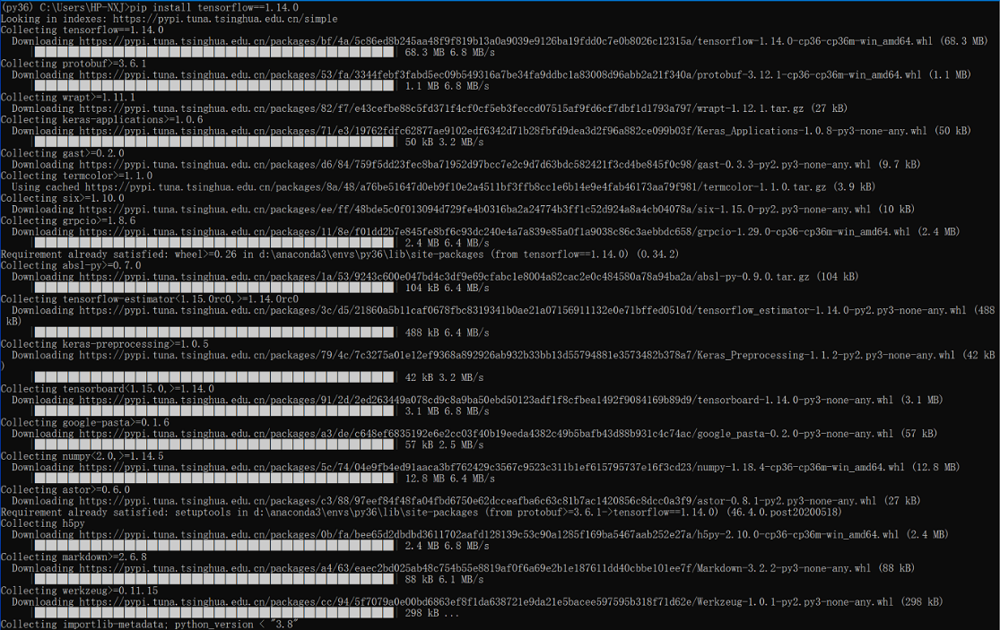 (py36) C:\Users\HP-NXJ>pip install tensorflow==1.14.0
Looking in indexes: https://pypi.tuna.tsinghua.edu.cn/simple
Collecting tensorflow==1.14.0
Downloading https://pypi.tuna.tsinghua.edu.cn/packages/bf/4a/5c86ed8b245aa48f9f819b13a0a9039e9126ba19fdd0c7e0b8026c12315a/tensorflow-1.14.0-cp36-cp36m-win_amd64.whl (68.3 MB)
68.3 MB 6.8 MB/s
Collecting protobuf>=3.6.1
Downloading https://pypi.tuna.tsinghua.edu.cn/packages/53/fa/3344febf3fabd5ec09b549316a7be34fa9ddbc1a83008d96abb2a21f340a/protobuf-3.12.1-cp36-cp36m-win_amd64.whl (1.1 MB)
1.1 MB 6.8 MB/s
Collecting wrapt>=1.11.1
Downloading https://pypi.tuna.tsinghua.edu.cn/packages/82/f7/e43cefbe88c5fd371f4cf0cf5eb3feccd07515af9fd6cf7dbf1d1793a797/wrapt-1.12.1.tar.gz (27 kB)
Collecting keras-applications>=1.0.6
Downloading https://pypi.tuna.tsinghua.edu.cn/packages/71/e3/19762fdfc62877ae9102edf6342d71b28fbfd9dea3d2f96a882ce099b03f/Keras_Applications-1.0.8-py3-none-any.whl (50 kB)
50 kB 3.2 MB/s
Collecting gast>=0.2.0
Downloading https://pypi.tuna.tsinghua.edu.cn/packages/d6/84/759f5dd23fec8ba71952d97bcc7e2c9d7d63bdc582421f3cd4be845f0c98/gast-0.3.3-py2.py3-none-any.whl (9.7 kB)
Collecting termcolor>=1.1.0
Using cached https://pypi.tuna.tsinghua.edu.cn/packages/8a/48/a76be51647d0eb9f10e2a4511bf3ffb8cc1e6b14e9e4fab46173aa79f981/termcolor-1.1.0.tar.gz (3.9 kB)
Collecting six>=1.10.0
Downloading https://pypi.tuna.tsinghua.edu.cn/packages/ee/ff/48bde5c0f013094d729fe4b0316ba2a24774b3ff1c52d924a8a4cb04078a/six-1.15.0-py2.py3-none-any.whl (10 kB)
Collecting grpcio>=1.8.6
Downloading https://pypi.tuna.tsinghua.edu.cn/packages/11/8e/f01dd2b7e845fe8bf6c93dc240e4a7a839e85a0f1a9038c86c3aebbdc658/grpcio-1.29.0-cp36-cp36m-win_amd64.whl (2.4 MB)
2.4 MB 6.4 MB/s
Requirement already satisfied: wheel>=0.26 in d:\anaconda3\envs\py36\lib\site-packages (from tensorflow==1.14.0) (0.34.2)
Collecting absl-py>=0.7.0
Downloading https://pypi.tuna.tsinghua.edu.cn/packages/1a/53/9243c600e047bd4c3df9e69cfabc1e8004a82cac2e0c484580a78a94ba2a/absl-py-0.9.0.tar.gz (104 kB)
104 kB 6.4 MB/s
Collecting tensorflow-estimator<1.15.0rc0,>=1.14.0rc0
Downloading https://pypi.tuna.tsinghua.edu.cn/packages/3c/d5/21860a5b11caf0678fbc8319341b0ae21a07156911132e0e71bffed0510d/tensorflow_estimator-1.14.0-py2.py3-none-any.whl (488
kB)
488 kB 6.4 MB/s
Collecting keras-preprocessing>=1.0.5
Downloading https://pypi.tuna.tsinghua.edu.cn/packages/79/4c/7c3275a01e12ef9368a892926ab932b33bb13d55794881e3573482b378a7/Keras_Preprocessing-1.1.2-py2.py3-none-any.whl (42 kB
)
42 kB 3.2 MB/s
Collecting tensorboard<1.15.0,>=1.14.0
Downloading https://pypi.tuna.tsinghua.edu.cn/packages/91/2d/2ed263449a078cd9c8a9ba50ebd50123adf1f8cfbea1492f9084169b89d9/tensorboard-1.14.0-py3-none-any.whl (3.1 MB)
3.1 MB 6.8 MB/s
Collecting google-pasta>=0.1.6
Downloading https://pypi.tuna.tsinghua.edu.cn/packages/a3/de/c648ef6835192e6e2cc03f40b19eeda4382c49b5bafb43d88b931c4c74ac/google_pasta-0.2.0-py3-none-any.whl (57 kB)
57 kB 2.5 MB/s
Collecting numpy<2.0,>=1.14.5
Downloading https://pypi.tuna.tsinghua.edu.cn/packages/5c/74/04e9fb4ed91aaca3bf762429c3567c9523c311b1ef615795737e16f3cd23/numpy-1.18.4-cp36-cp36m-win_amd64.whl (12.8 MB)
12.8 MB 6.4 MB/s
Collecting astor>=0.6.0
Downloading https://pypi.tuna.tsinghua.edu.cn/packages/c3/88/97eef84f48fa04fbd6750e62dcceafba6c63c81b7ac1420856c8dcc0a3f9/astor-0.8.1-py2.py3-none-any.whl (27 kB)
Requirement already satisfied: setuptools in d:\anaconda3\envs\py36\lib\site-packages (from protobuf>=3.6.1->tensorflow==1.14.0) (46.4.0.post20200518)
Collecting h5py
Downloading https://pypi.tuna.tsinghua.edu.cn/packages/0b/fa/bee65d2dbdbd3611702aafd128139c53c90a1285f169ba5467aab252e27a/h5py-2.10.0-cp36-cp36m-win_amd64.whl (2.4 MB)
2.4 MB 6.8 MB/s
Collecting markdown>=2.6.8
Downloading https://pypi.tuna.tsinghua.edu.cn/packages/a4/63/eaec2bd025ab48c754b55e8819af0f6a69e2b1e187611dd40cbbe101ee7f/Markdown-3.2.2-py3-none-any.whl (88 kB)
88 kB 6.1 MB/s
Collecting werkzeug>=0.11.15
Downloading https://pypi.tuna.tsinghua.edu.cn/packages/cc/94/5f7079a0e00bd6863ef8f1da638721e9da21e5bacee597595b318f71d62e/Werkzeug-1.0.1-py2.py3-none-any.whl (298 kB)
298 kB ...
Collecting importlib-metadata; python_version < "3.8"